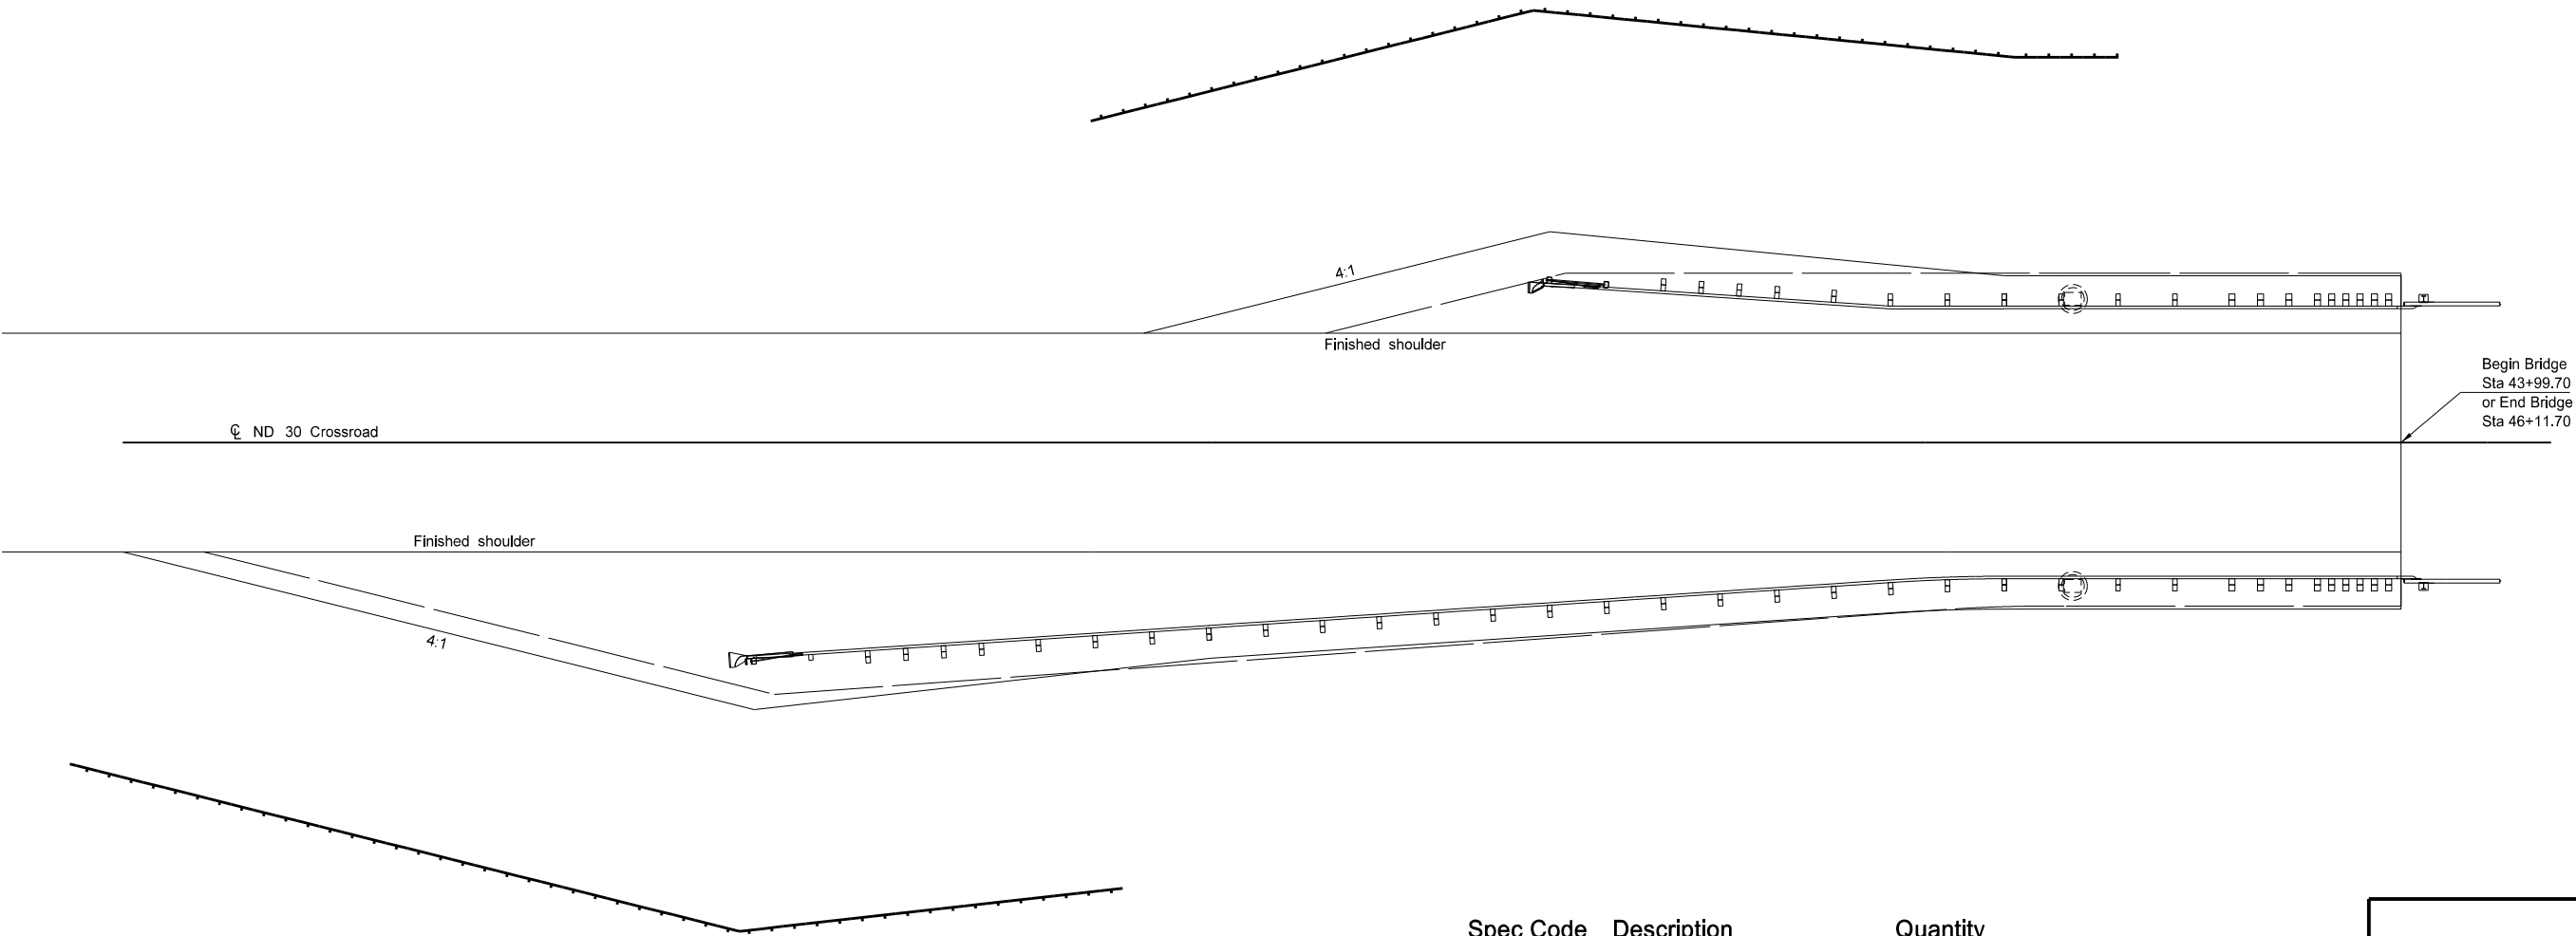 4:1
Finished shoulder
Begin Bridge
Sta 43+99.70
or End Bridge
Sta 46+11.70
℄ ND 30 Crossroad
Finished shoulder
4:1
Spec Code Description Quantity